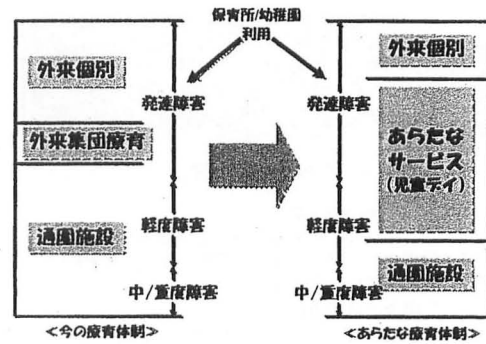 保育所/幼稚園
利用
外来個別
発達障害
外来集団療育
軽度障害
通園施設
中/重度障害
<今の療育体制>
外来個別
発達障害
あらたな
サービス
(児童デイ)
軽度障害
通園施設
中/重度障害
<あらたな療育体制>